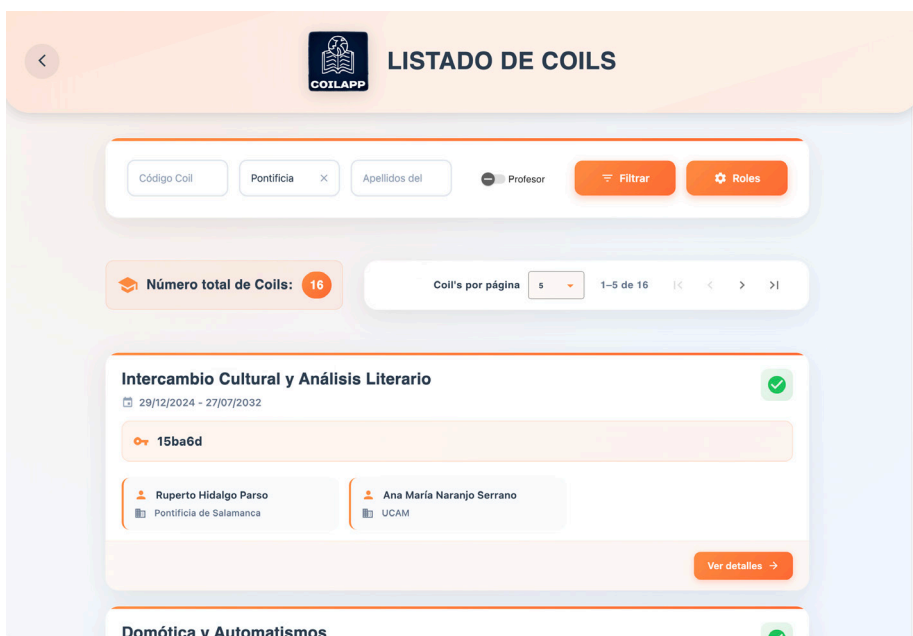 COILAPP
LISTADO DE COILS
Código Coil
Pontificia
Apellidos del
Profesor
Filtrar
Roles
Número total de Coils: 16
Coil's por página 5 1–5 de 16
Intercambio Cultural y Análisis Literario
29/12/2024 - 27/07/2032
15ba6d
Ruperto Hidalgo Parso
Pontificia de Salamanca
Ana María Naranjo Serrano
UCAM
Ver detalles
Domótica y Automatismos